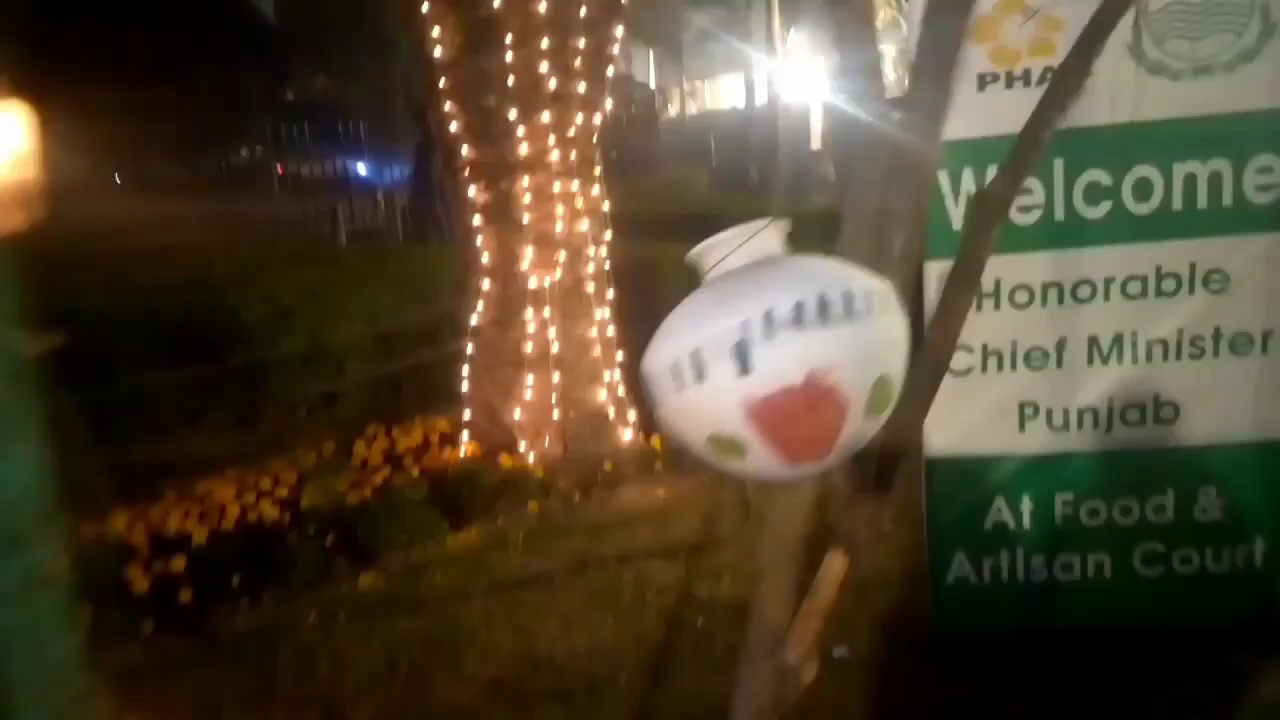 PHA
Welcome
Honorable
Chief Minister
Punjab
At Food &
Artisan Court